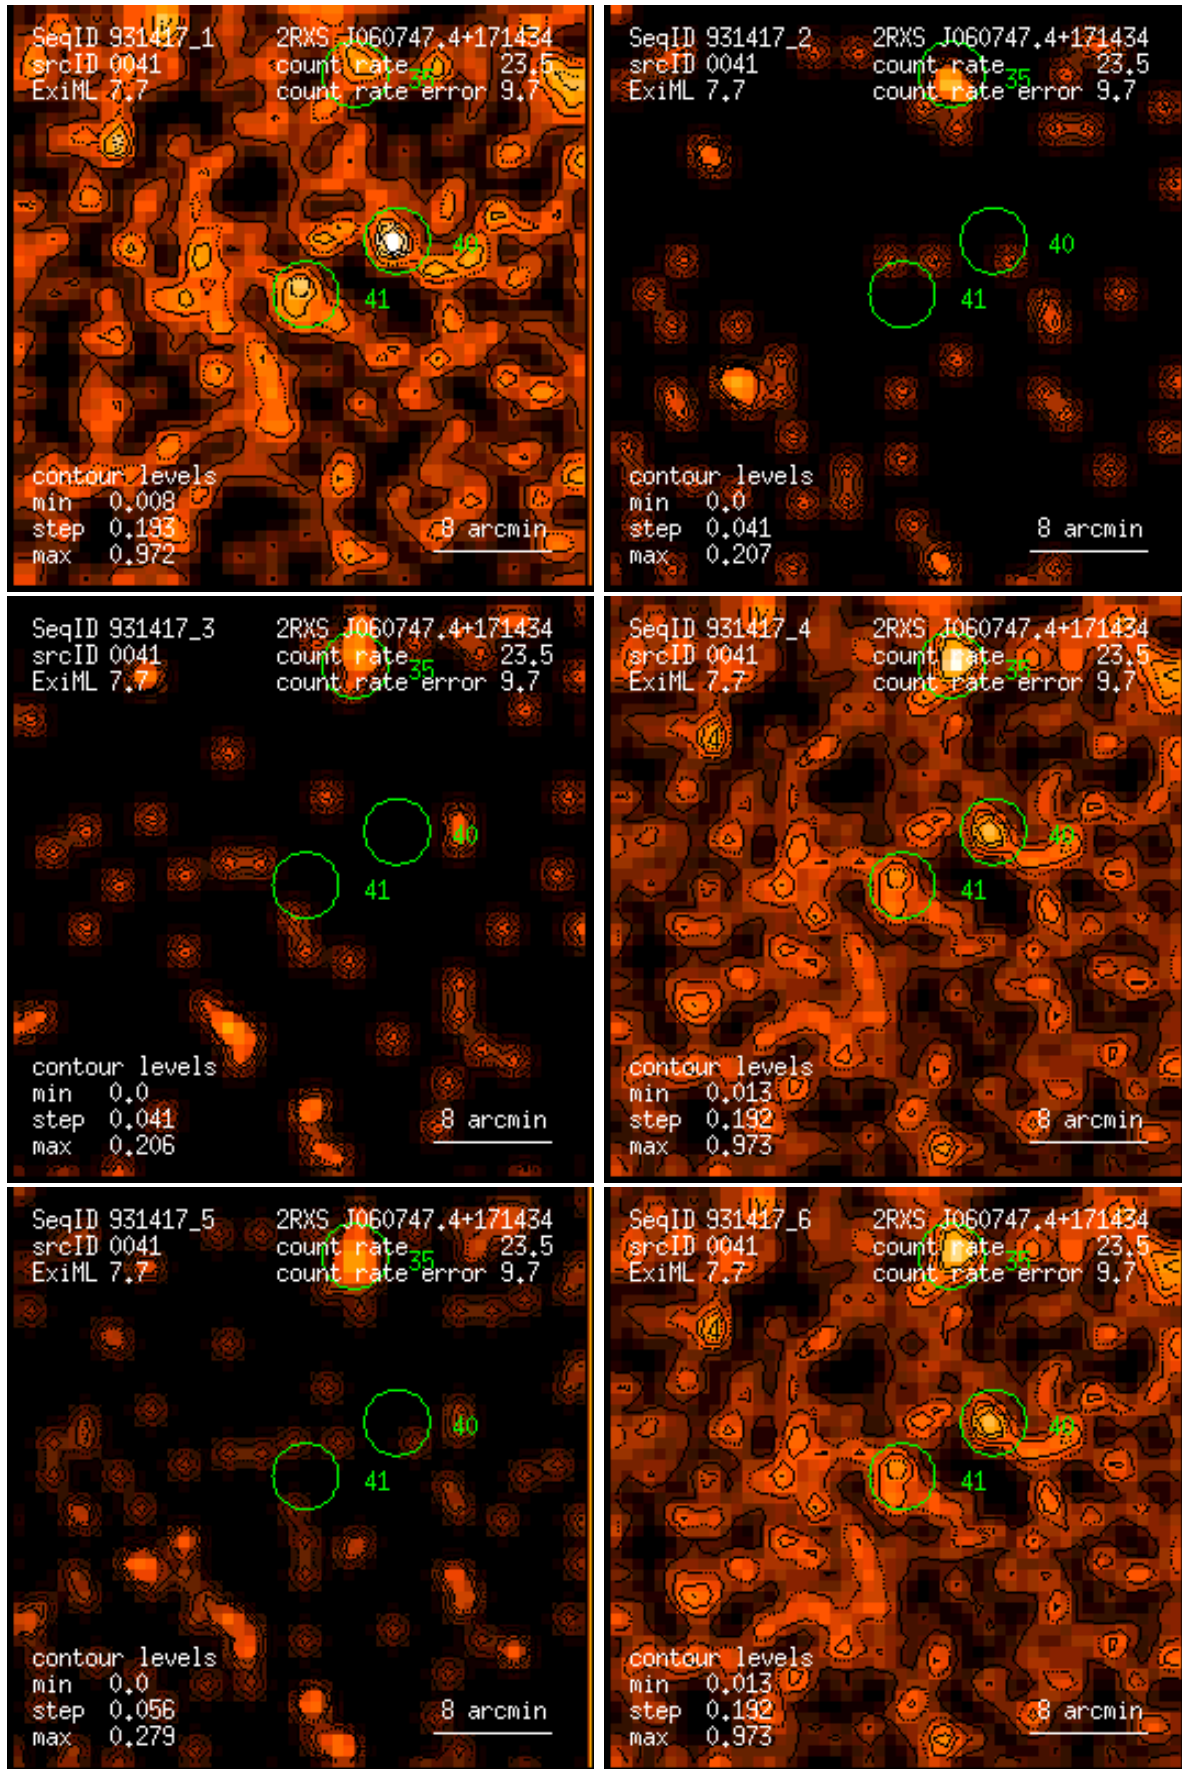 SeqID 931417_1 2RXS J060747.4+171434
srcID 0041 count rate 23.5
ExiML 7.7 count rate error 9.7
35
40
41
contour levels
min 0.008
step 0.193
max 0.972
8 arcmin
SeqID 931417_2 2RXS J060747.4+171434
srcID 0041 count rate 23.5
ExiML 7.7 count rate error 9.7
35
40
41
contour levels
min 0.0
step 0.041
max 0.207
8 arcmin
SeqID 931417_3 2RXS J060747.4+171434
srcID 0041 count rate 23.5
ExiML 7.7 count rate error 9.7
35
40
41
contour levels
min 0.0
step 0.041
max 0.206
8 arcmin
SeqID 931417_4 2RXS J060747.4+171434
srcID 0041 count rate 23.5
ExiML 7.7 count rate error 9.7
35
40
41
contour levels
min 0.013
step 0.192
max 0.973
8 arcmin
SeqID 931417_5 2RXS J060747.4+171434
srcID 0041 count rate 23.5
ExiML 7.7 count rate error 9.7
35
40
41
contour levels
min 0.0
step 0.056
max 0.279
8 arcmin
SeqID 931417_6 2RXS J060747.4+171434
srcID 0041 count rate 23.5
ExiML 7.7 count rate error 9.7
35
40
41
contour levels
min 0.013
step 0.192
max 0.973
8 arcmin